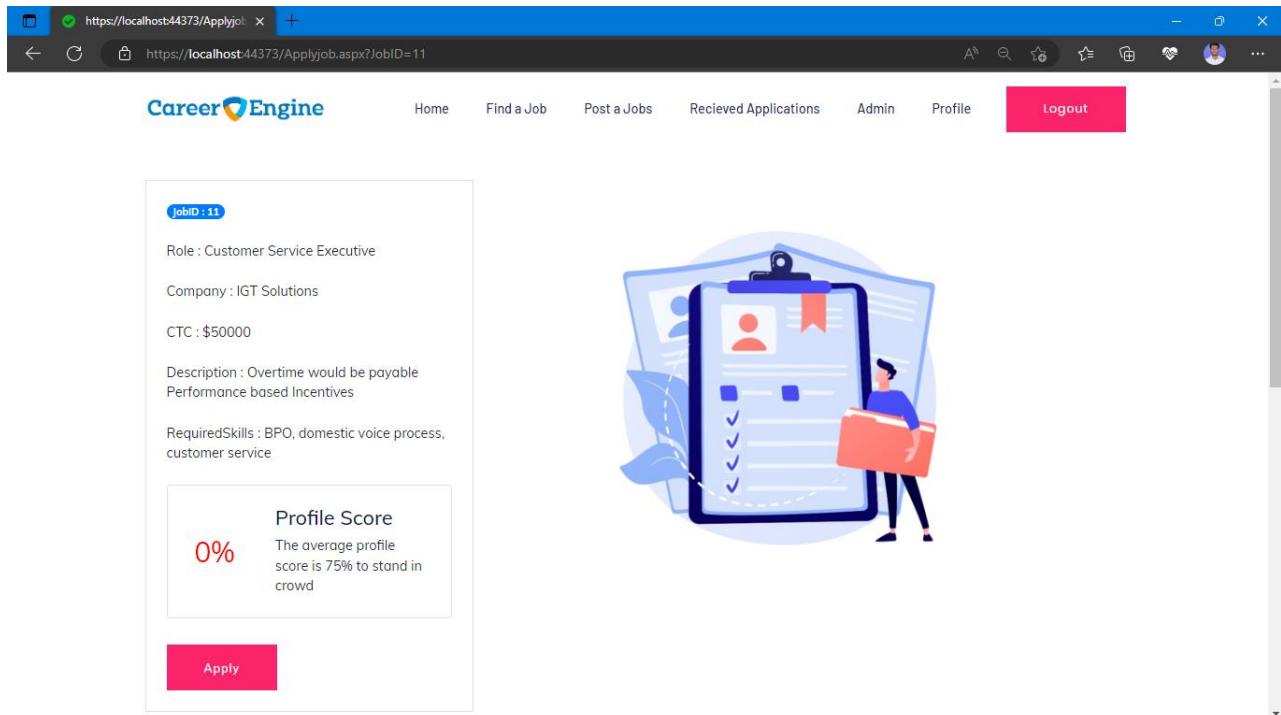 https://localhost:44373/Applyjob
https://localhost:44373/Applyjob.aspx?JobID=11
Career Engine
Home Find a Job Post a Jobs Recieved Applications Admin Profile Logout
JobID : 11
Role : Customer Service Executive
Company : IGT Solutions
CTC : $50000
Description : Overtime would be payable
Performance based Incentives
RequiredSkills : BPO, domestic voice process,
customer service
Profile Score
0%
The average profile
score is 75% to stand in
crowd
Apply